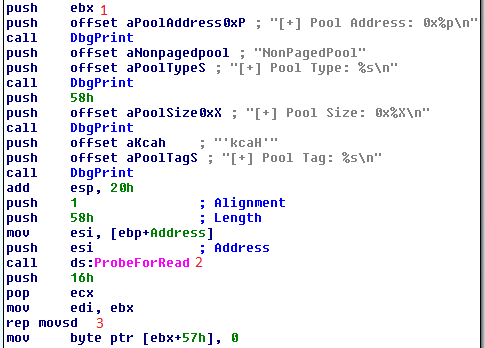 push ebx 1
push offset aPoolAddress0xP ; "[+] Pool Address: 0x%p\n"
call DbgPrint
push offset aNonpagedpool ; "NonPagedPool"
push offset aPoolTypeS ; "[+] Pool Type: %s\n"
call DbgPrint
push 58h
push offset aPoolSize0xX ; "[+] Pool Size: 0x%X\n"
call DbgPrint
push offset aKcah ; "'kcaH'"
push offset aPoolTagS ; "[+] Pool Tag: %s\n"
call DbgPrint
add esp, 20h
push 1 ; Alignment
push 58h ; Length
mov esi, [ebp+Address]
push esi ; Address
call ds:ProbeForRead 2
push 16h
pop ecx
mov edi, ebx
rep movsd 3
mov byte ptr [ebx+57h], 0